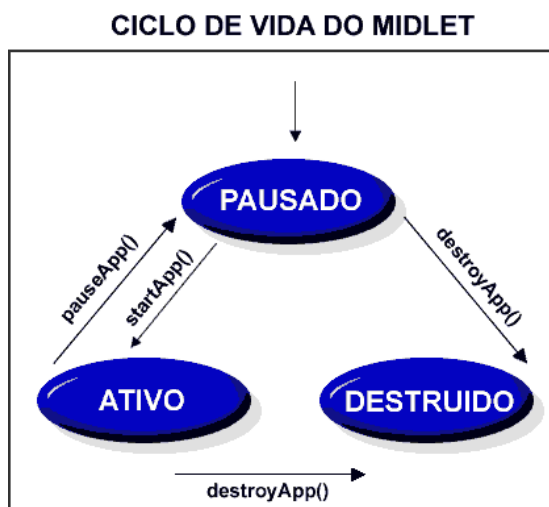 CICLO DE VIDA DO MIDLET
PAUSADO
pauseApp()
startApp()
destroyApp()
ATIVO
DESTRUIDO
destroyApp()